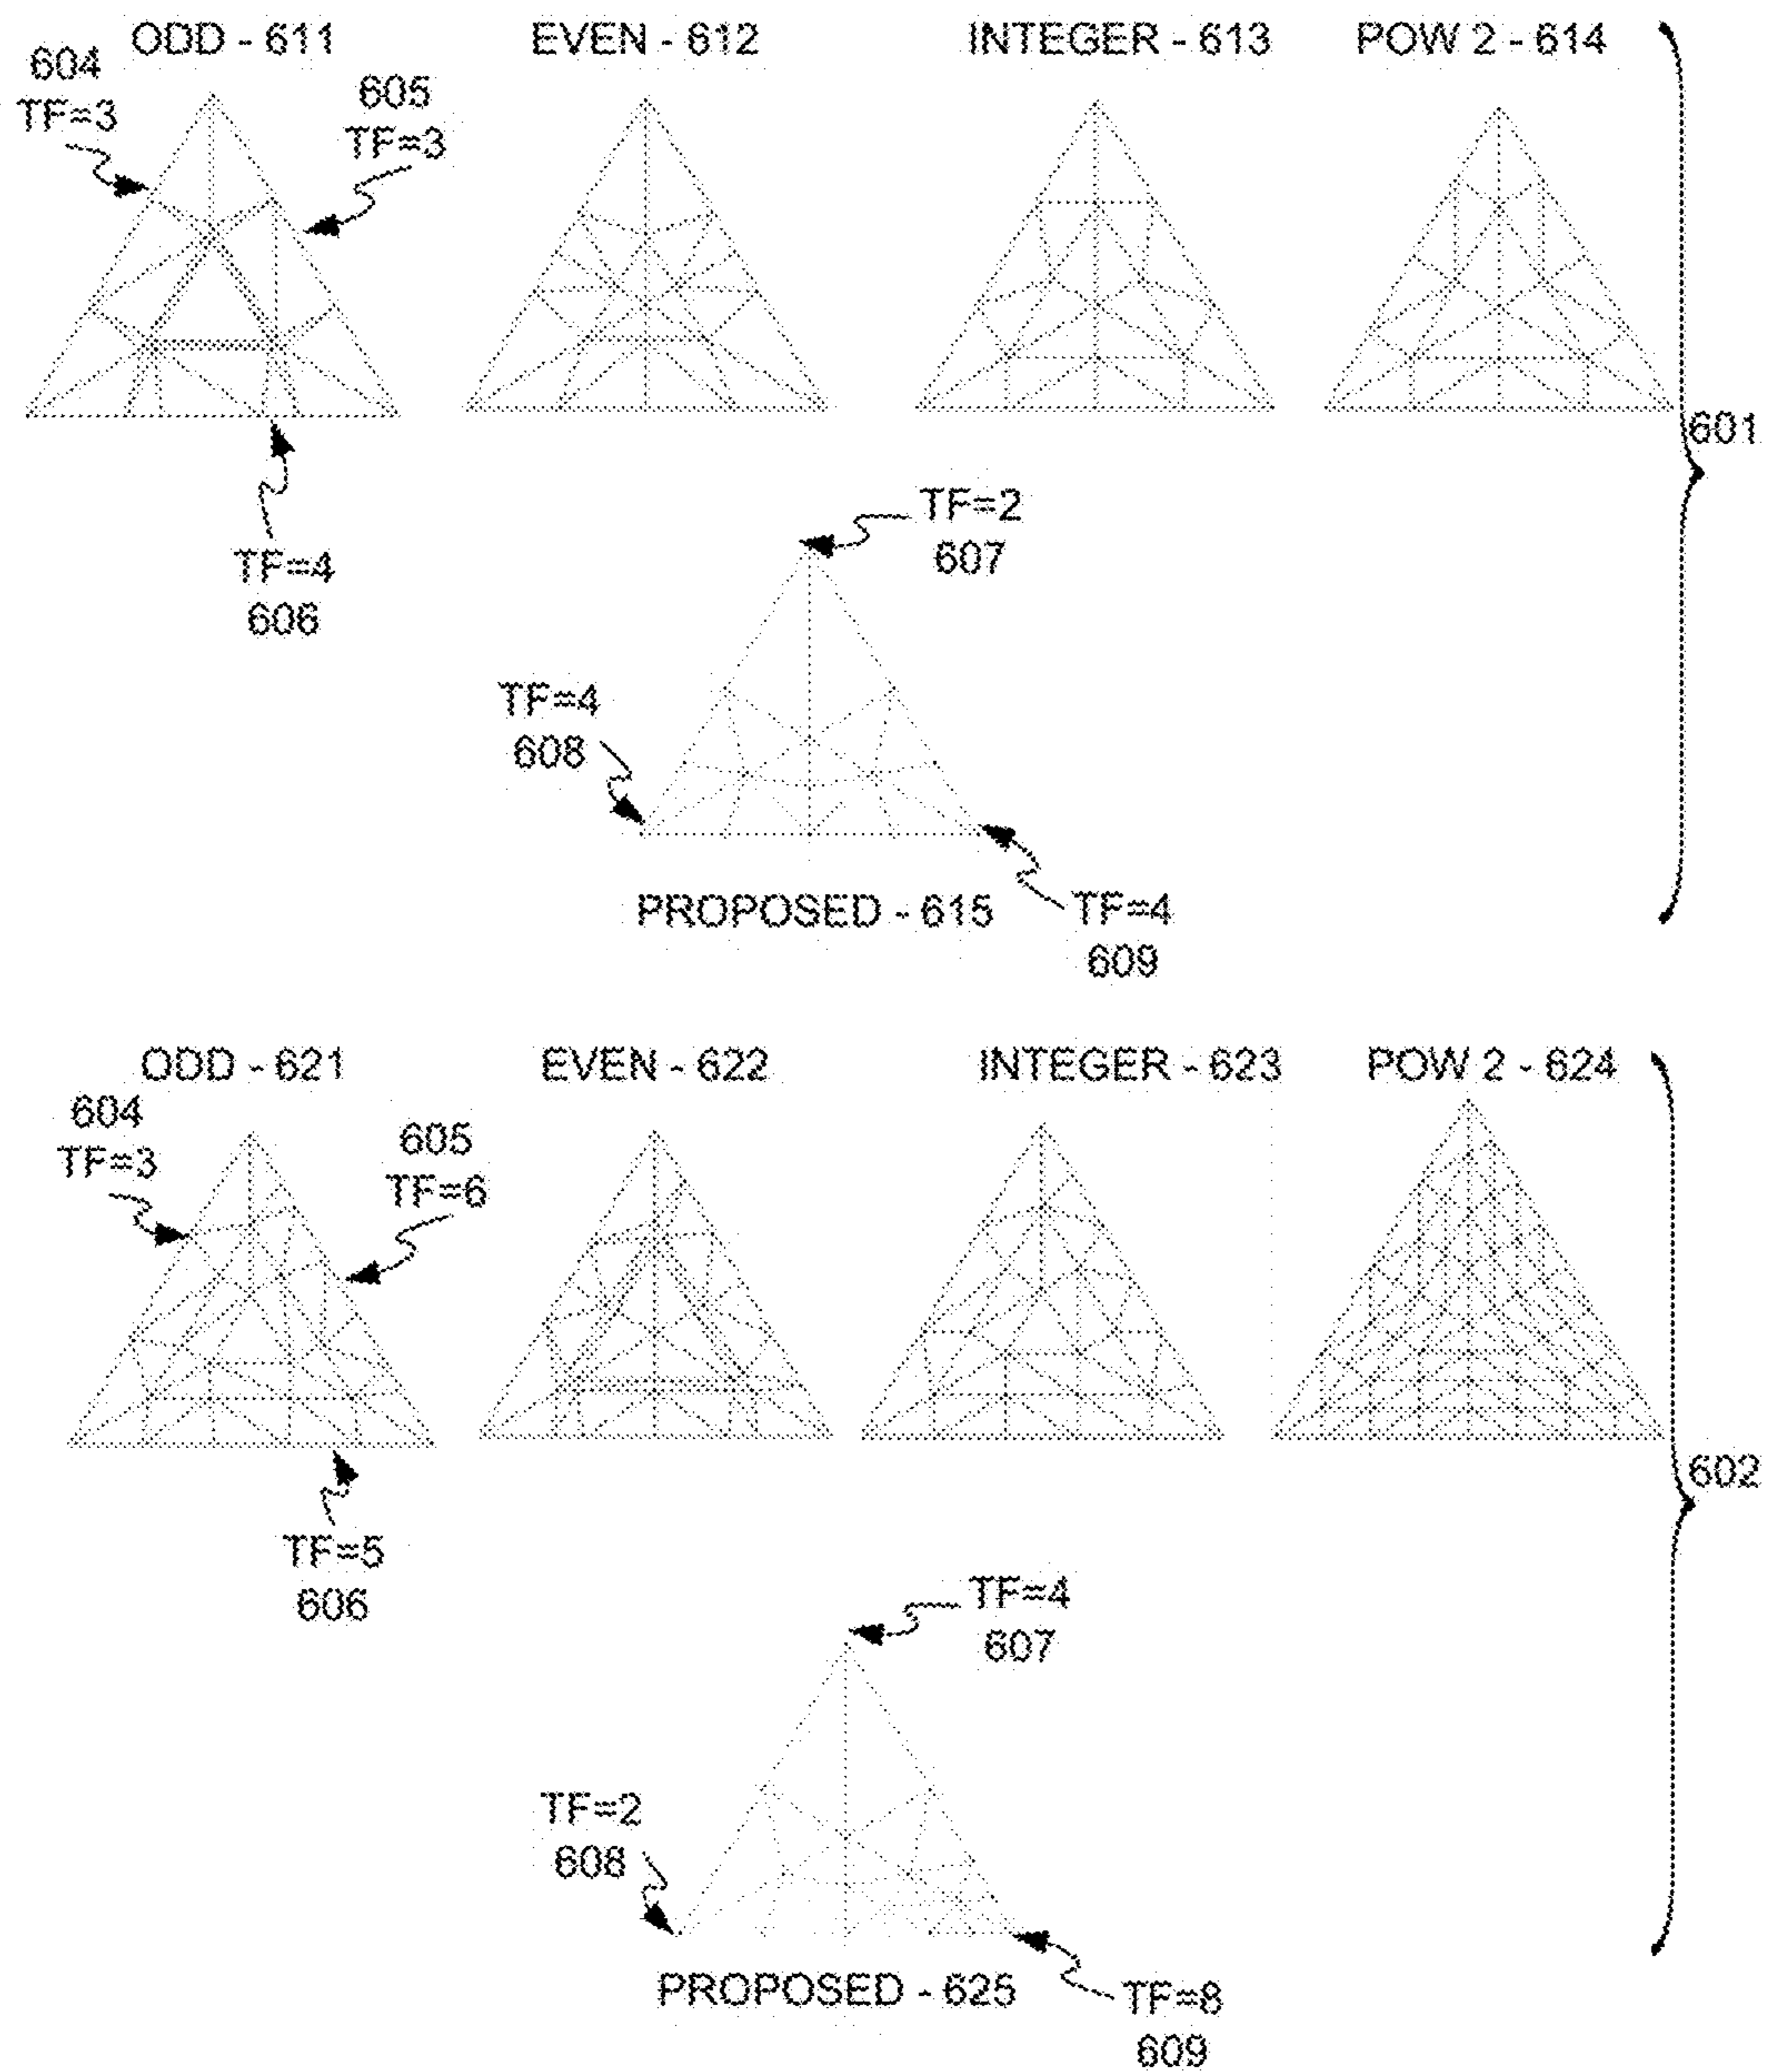 ODD - 611
EVEN - 612
INTEGER - 613
POW 2 - 614
604
TF=3
605
TF=3
TF=4
606
601
TF=2
607
TF=4
608
PROPOSED - 615
TF=4
609
ODD - 621
EVEN - 622
INTEGER - 623
POW 2 - 624
604
TF=3
605
TF=6
TF=5
606
602
TF=4
607
TF=2
608
PROPOSED - 625
TF=8
609